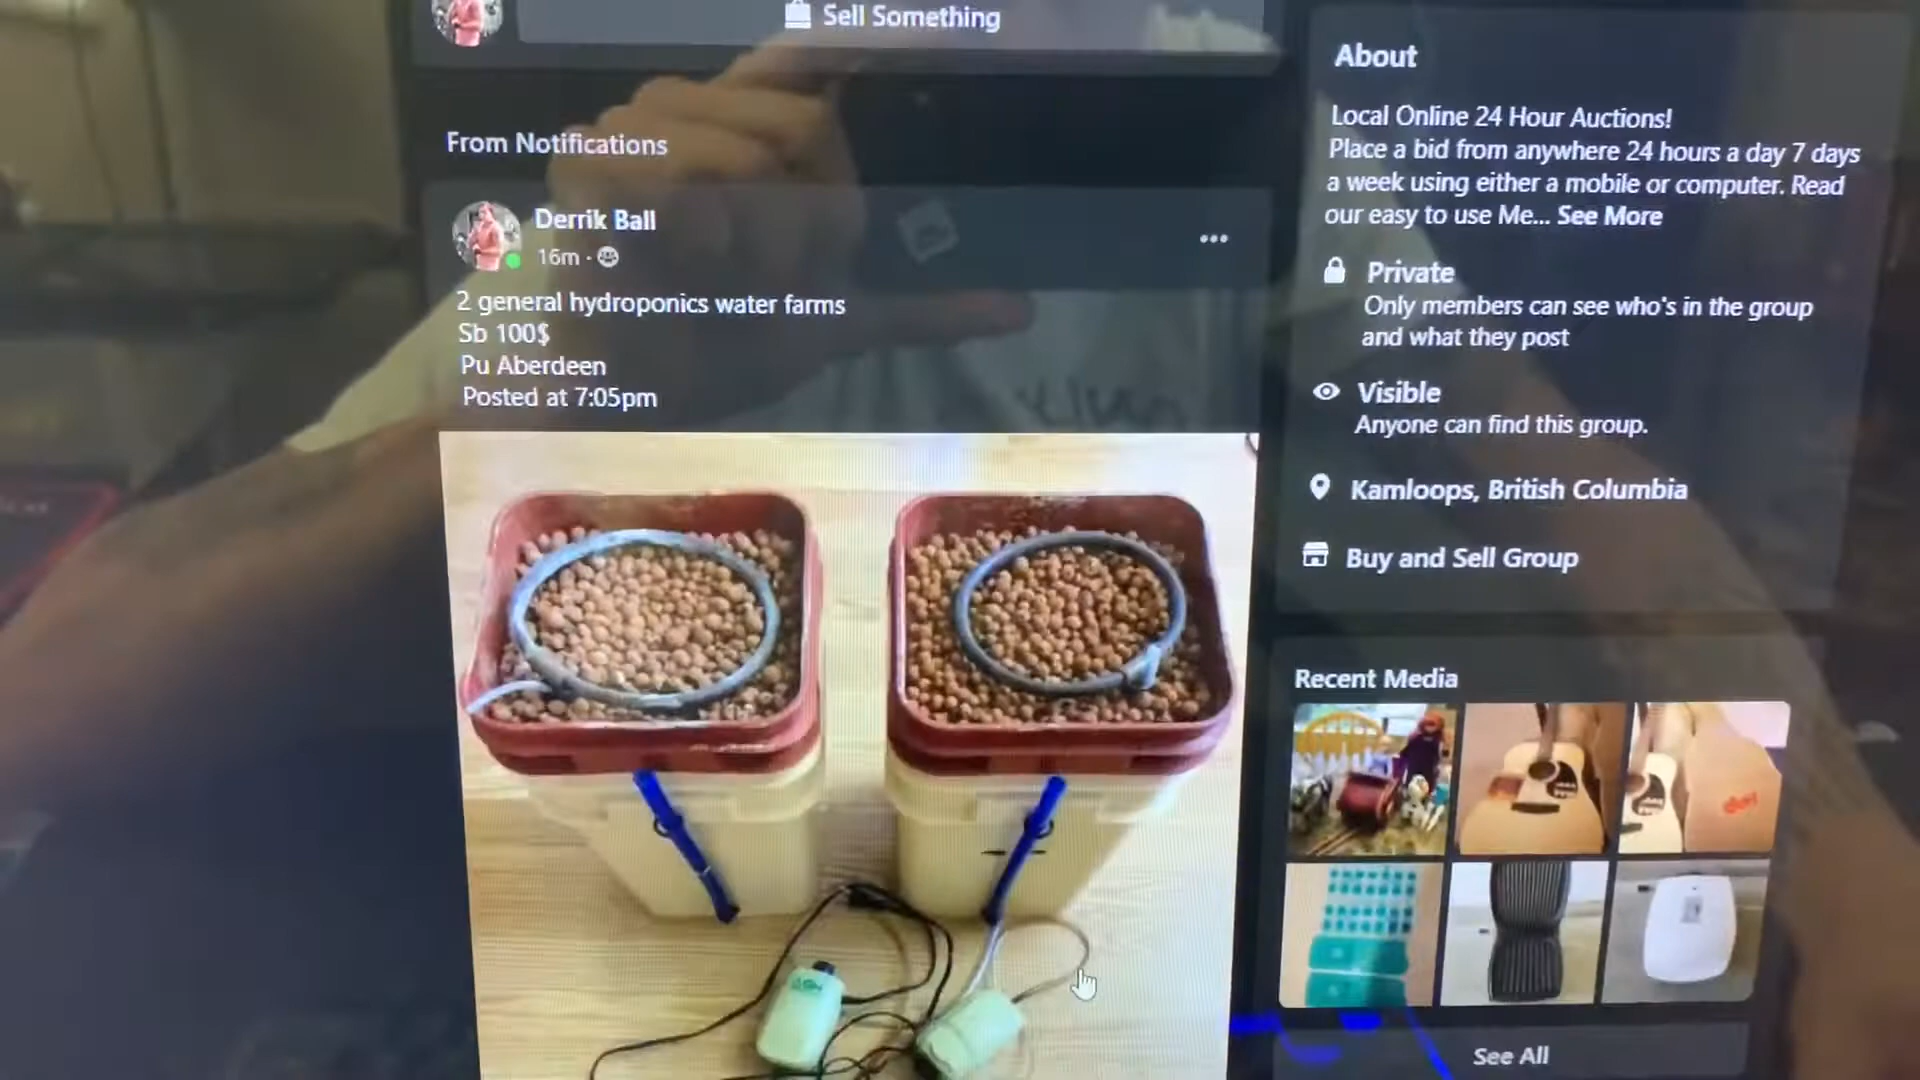 Sell Something
From Notifications
Derrik Ball
16m ·
2 general hydroponics water farms
Sb 100$
Pu Aberdeen
Posted at 7:05pm
About
Local Online 24 Hour Auctions!
Place a bid from anywhere 24 hours a day 7 days
a week using either a mobile or computer. Read
our easy to use Me... See More
Private
Only members can see who's in the group
and what they post
Visible
Anyone can find this group.
Kamloops, British Columbia
Buy and Sell Group
Recent Media
See All